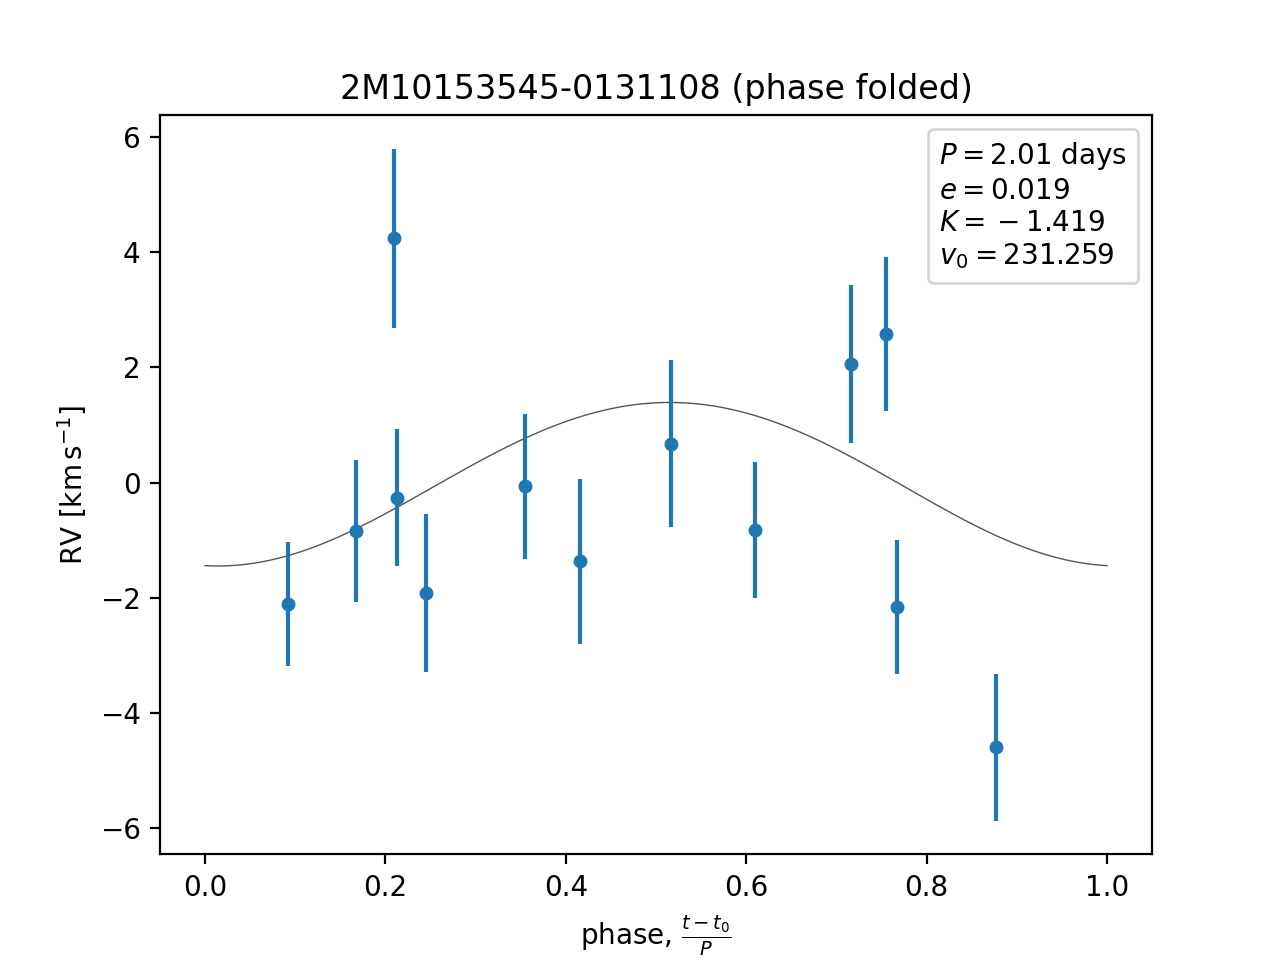 2M10153545-0131108 (phase folded)
P = 2.01 days
e = 0.019
K = −1.419
v₀ = 231.259
RV [km s⁻¹]
6
4
2
0
−2
−4
−6
0.0 0.2 0.4 0.6 0.8 1.0
phase, (t − t₀)/P